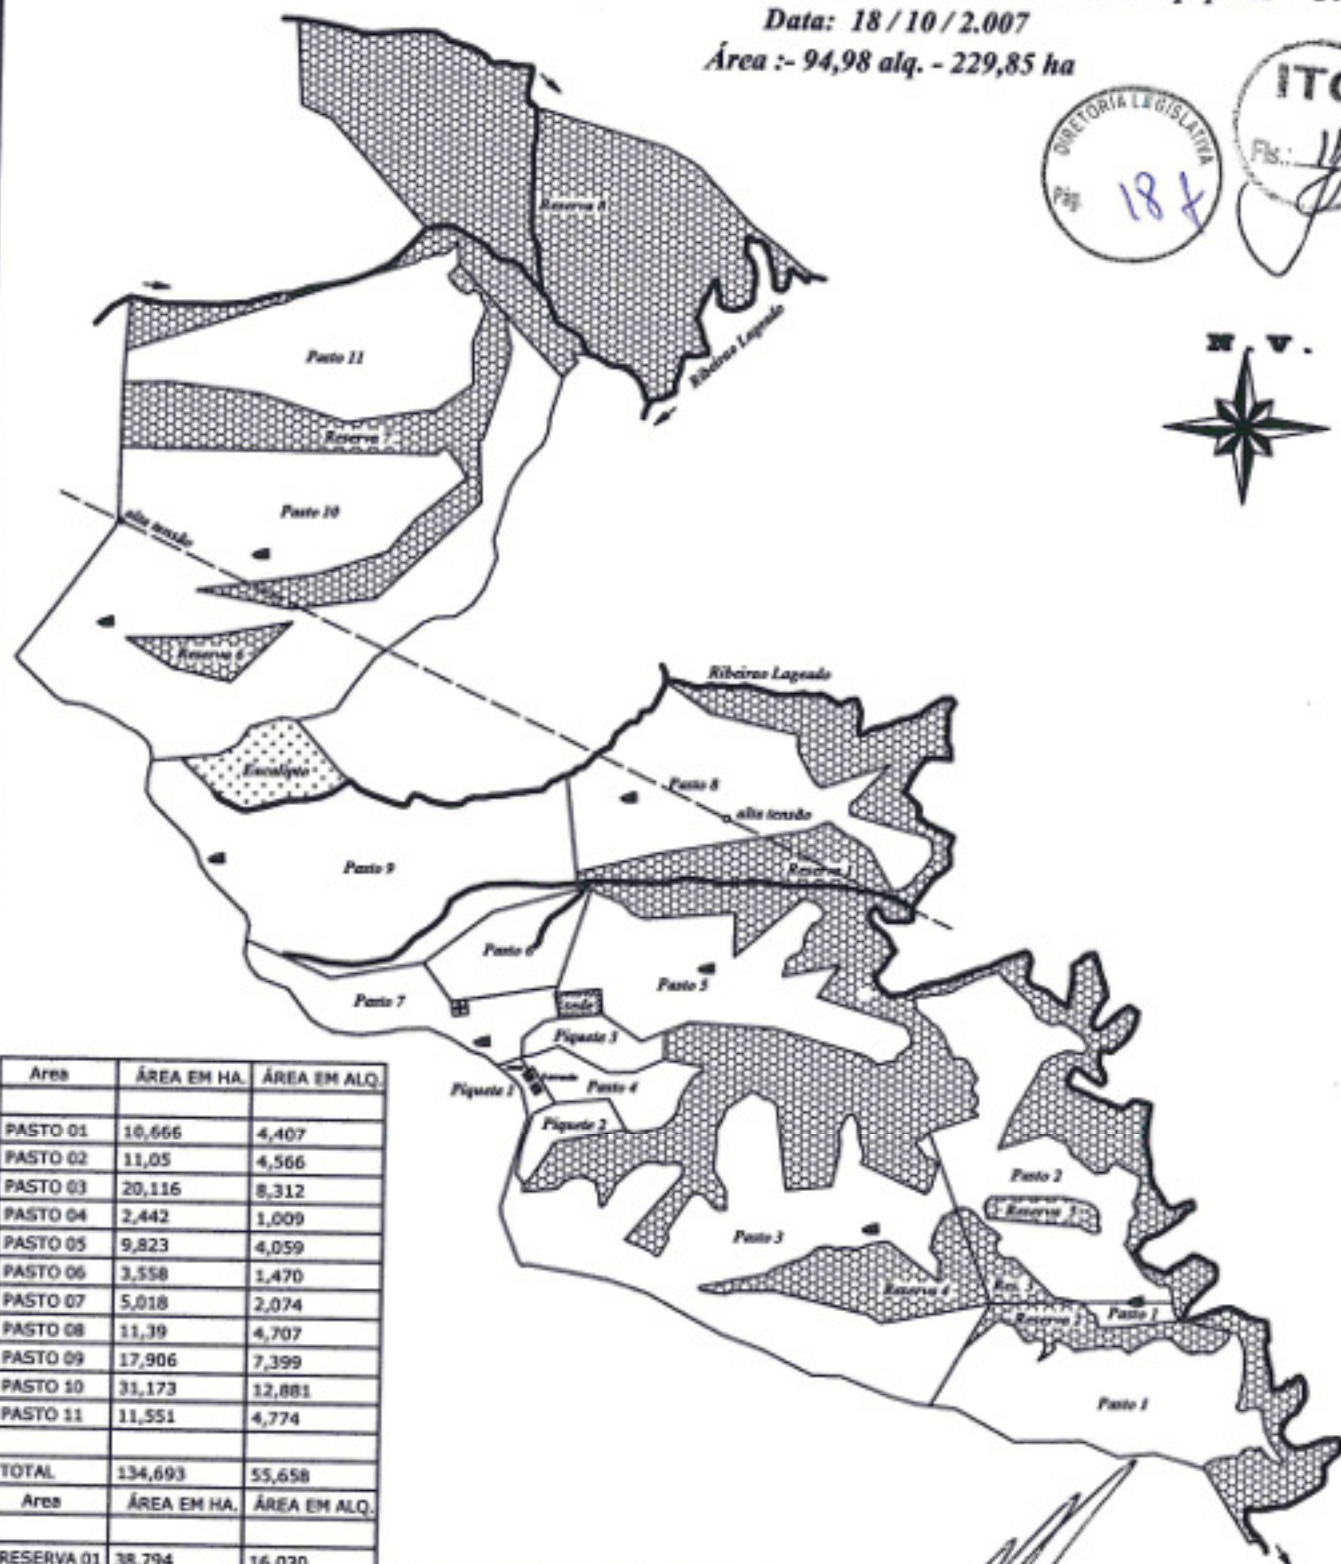 Data: 18 / 10 / 2.007
Área :- 94,98 alq. - 229,85 ha
DIRETORIA LEGISLATIVA
Pág. 18
Fls.:
N . V .
Reserva 8
Ribeirao Lageado
Pasto 11
Reserva 7
Pasto 10
alta tensão
Reserva 6
Ribeirao Lageado
Eucalipto
Pasto 8
alta tensão
Pasto 9
Reserva 1
Pasto 6
Pasto 5
Pasto 7
sede
Piquete 3
Piquete 1
Pasto 4
Piquete 2
Pasto 2
Reserva 5
Pasto 3
Reserva 4
Res. 3
Reserva 2
Pasto 1
Pasto 1
Area ÁREA EM HA. ÁREA EM ALQ.
PASTO 01 10,666 4,407
PASTO 02 11,05 4,566
PASTO 03 20,116 8,312
PASTO 04 2,442 1,009
PASTO 05 9,823 4,059
PASTO 06 3,558 1,470
PASTO 07 5,018 2,074
PASTO 08 11,39 4,707
PASTO 09 17,906 7,399
PASTO 10 31,173 12,881
PASTO 11 11,551 4,774
TOTAL 134,693 55,658
Area ÁREA EM HA. ÁREA EM ALQ.
RESERVA 01 38,794 16,030